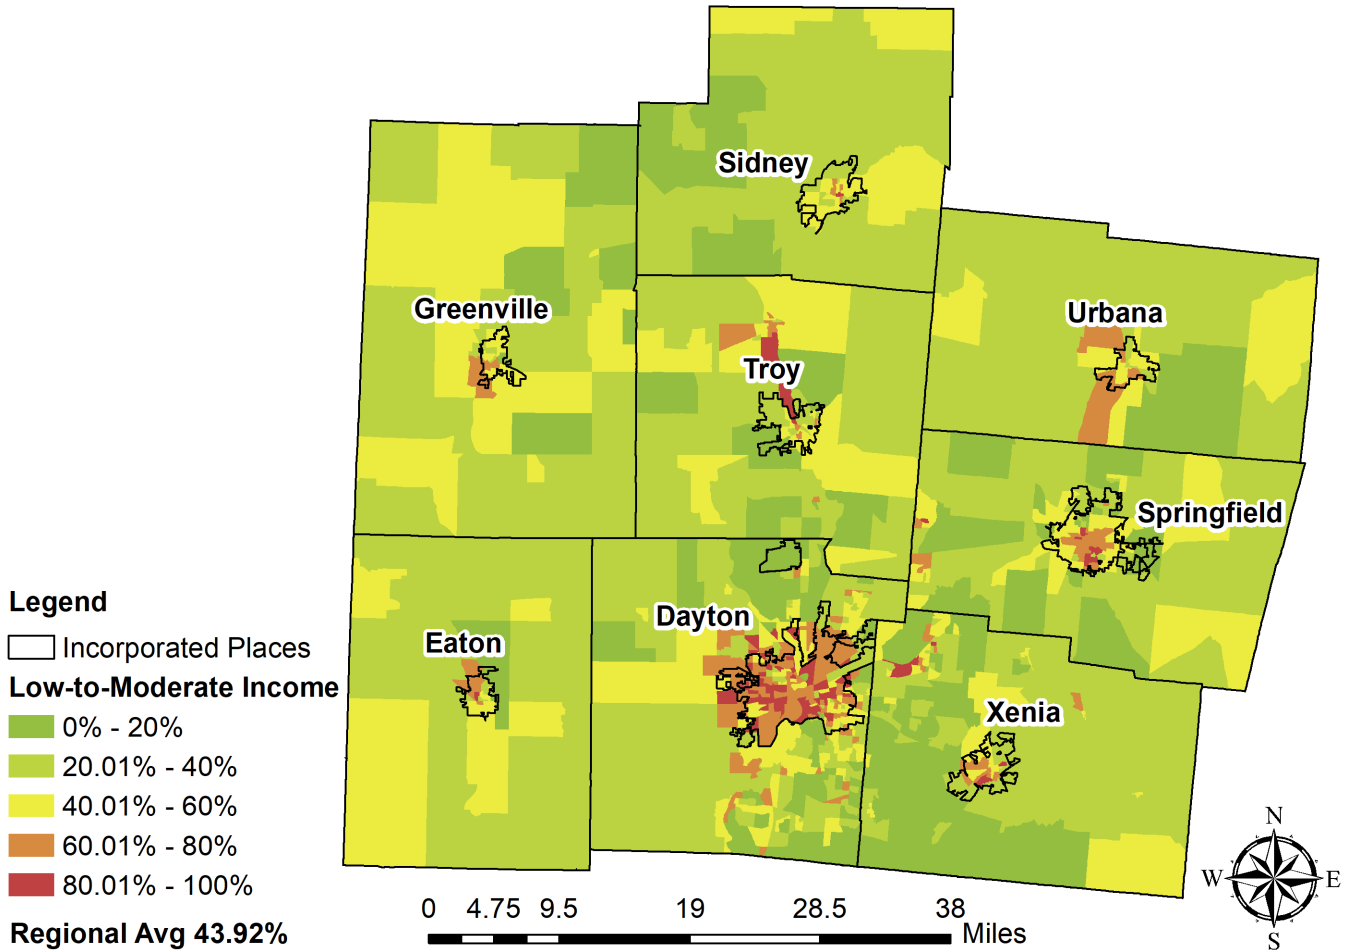 Sidney
Greenville
Urbana
Troy
Springfield
Dayton
Eaton
Xenia
Legend
Incorporated Places
Low-to-Moderate Income
0% - 20%
20.01% - 40%
40.01% - 60%
60.01% - 80%
80.01% - 100%
Regional Avg 43.92%
0 4.75 9.5 19 28.5 38
Miles
N
W E
S